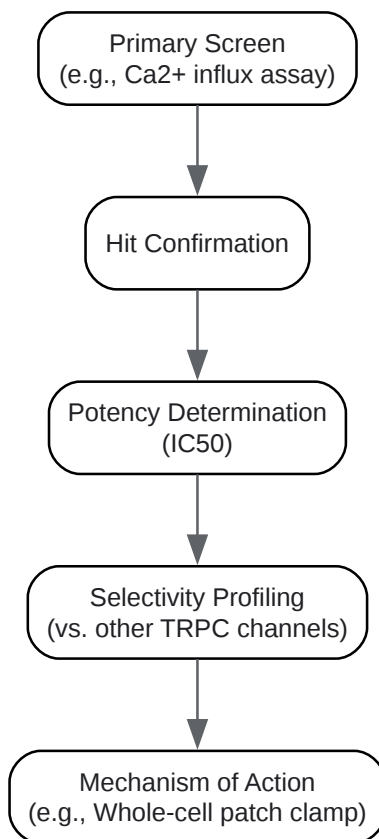 Primary Screen
(e.g., Ca2+ influx assay)
Hit Confirmation
Potency Determination
(IC50)
Selectivity Profiling
(vs. other TRPC channels)
Mechanism of Action
(e.g., Whole-cell patch clamp)